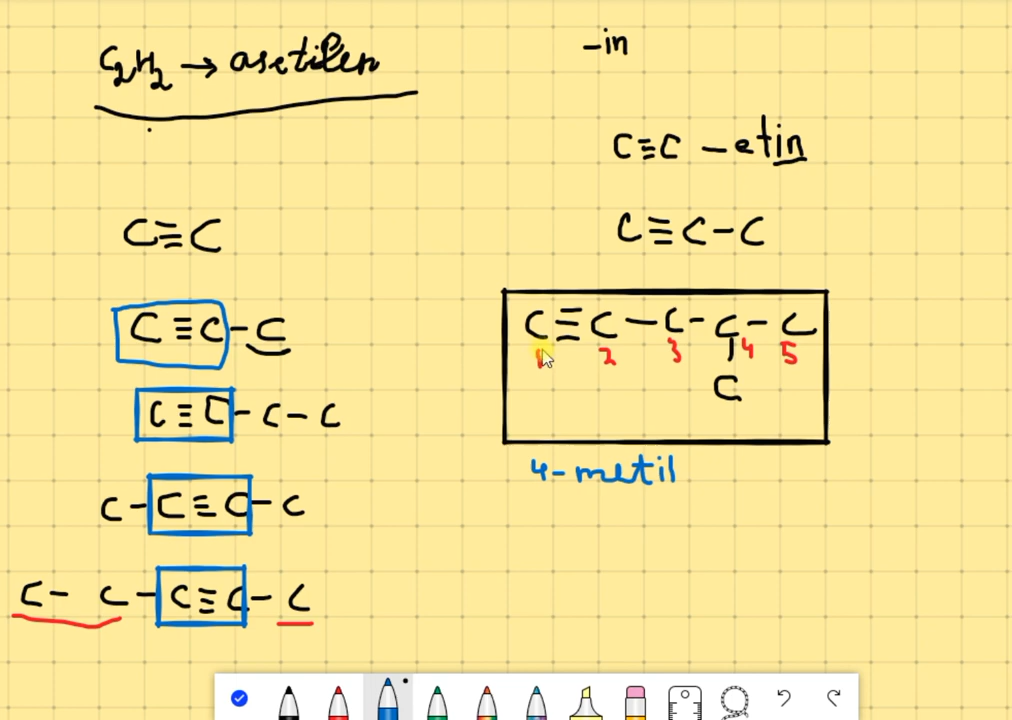 C₂H₂ → asetilen
-in
C≡C - etin
C≡C
C≡C-C
C≡C-C
C≡C-C-C-C
1 2 3 4 5
C
C≡C-C-C
4-metil
C-C≡C-C
C-C-C≡C-C